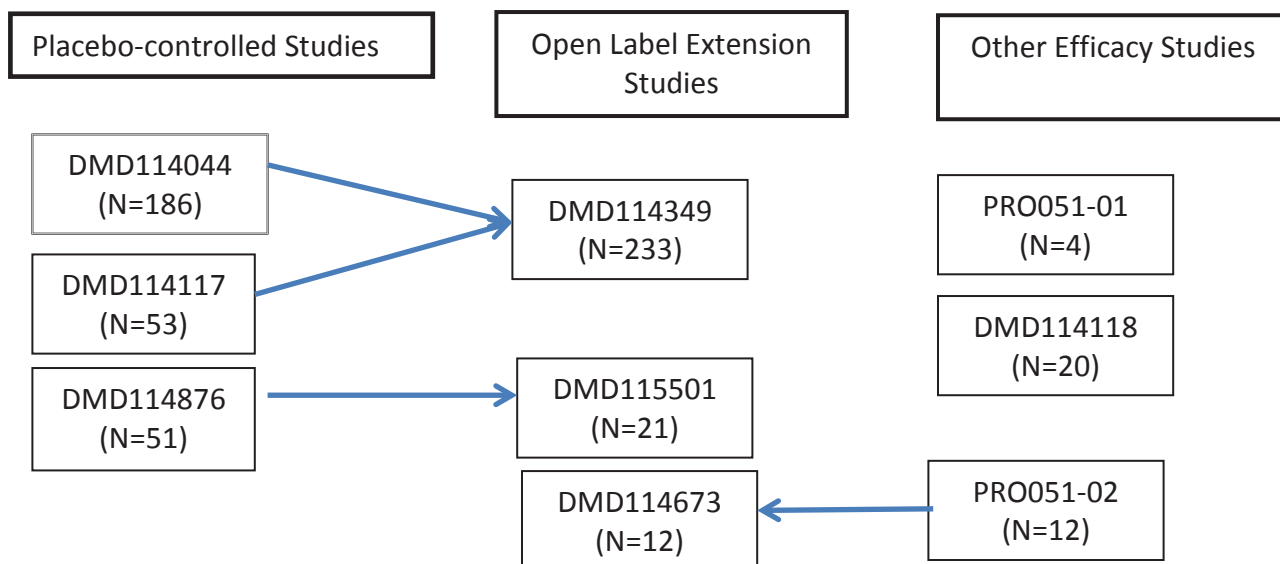 Placebo-controlled Studies
DMD114044
(N=186)
DMD114117
(N=53)
DMD114876
(N=51)
Open Label Extension
Studies
DMD114349
(N=233)
DMD115501
(N=21)
DMD114673
(N=12)
Other Efficacy Studies
PRO051-01
(N=4)
DMD114118
(N=20)
PRO051-02
(N=12)